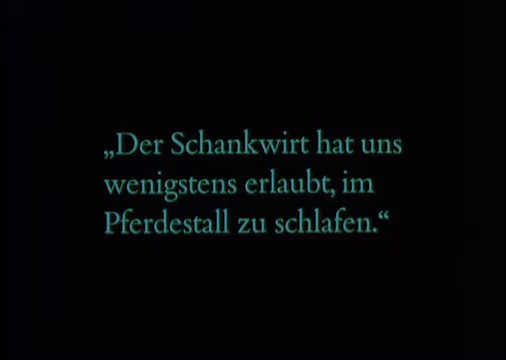 „Der Schankwirt hat uns
wenigstens erlaubt, im
Pferdestall zu schlafen.“